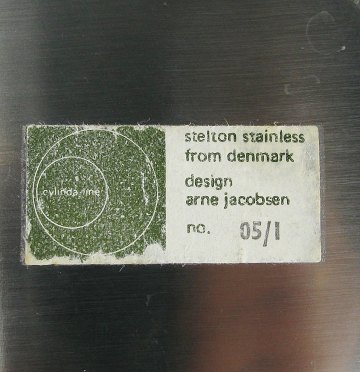 cylinda-line
stelton stainless
from denmark
design
arne jacobsen
no. 05/1